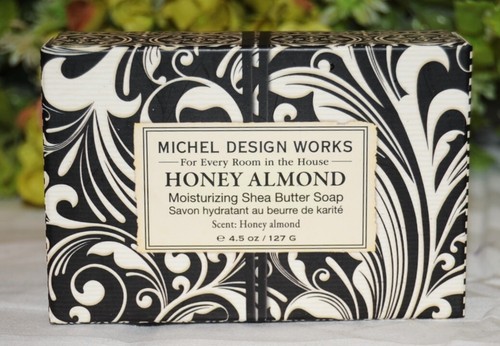 MICHEL DESIGN WORKS
For Every Room in the House
HONEY ALMOND
Moisturizing Shea Butter Soap
Savon hydratant au beurre de karité
Scent: Honey almond
℮ 4.5 oz / 127 G